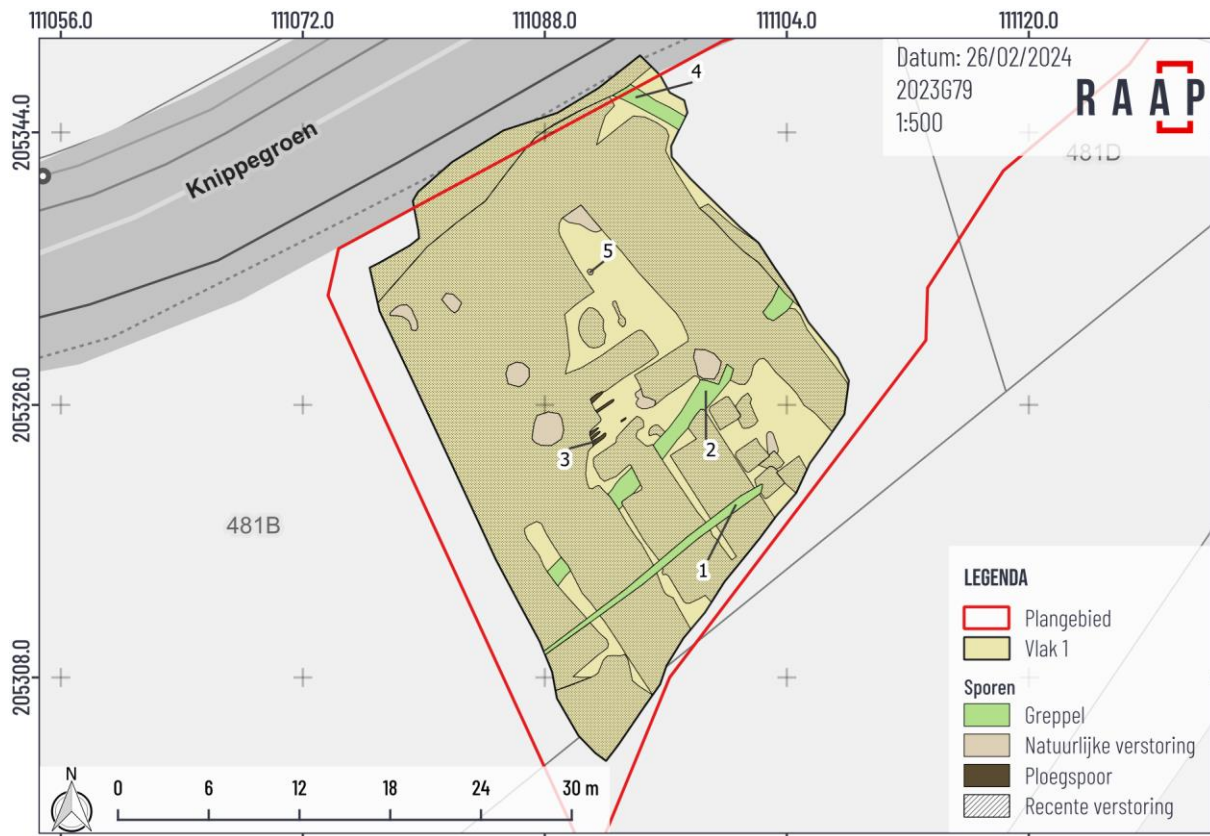 111056.0 111072.0 111088.0 111104.0 111120.0
Datum: 26/02/2024
2023G79
1:500
RAAP
205344.0
205326.0
205308.0
Knippegroen
481D
481B
4
5
3
2
1
LEGENDA
Plangebied
Vlak 1
Sporen
Greppel
Natuurlijke verstoring
Ploegspoor
Recente verstoring
N
0 6 12 18 24 30 m